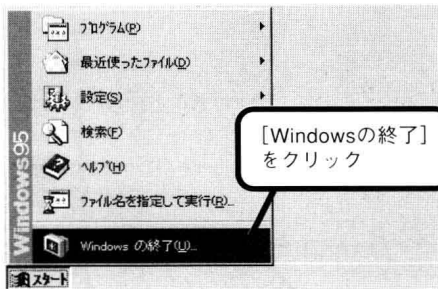 ﾌﾟﾛｸﾞﾗﾑ(P)
最近使ったﾌｧｲﾙ(D)
設定(S)
検索(F)
ﾍﾙﾌﾟ(H)
ﾌｧｲﾙ名を指定して実行(R)...
Windows の終了(U)...
Windows95
スタート
[Windowsの終了]
をクリック